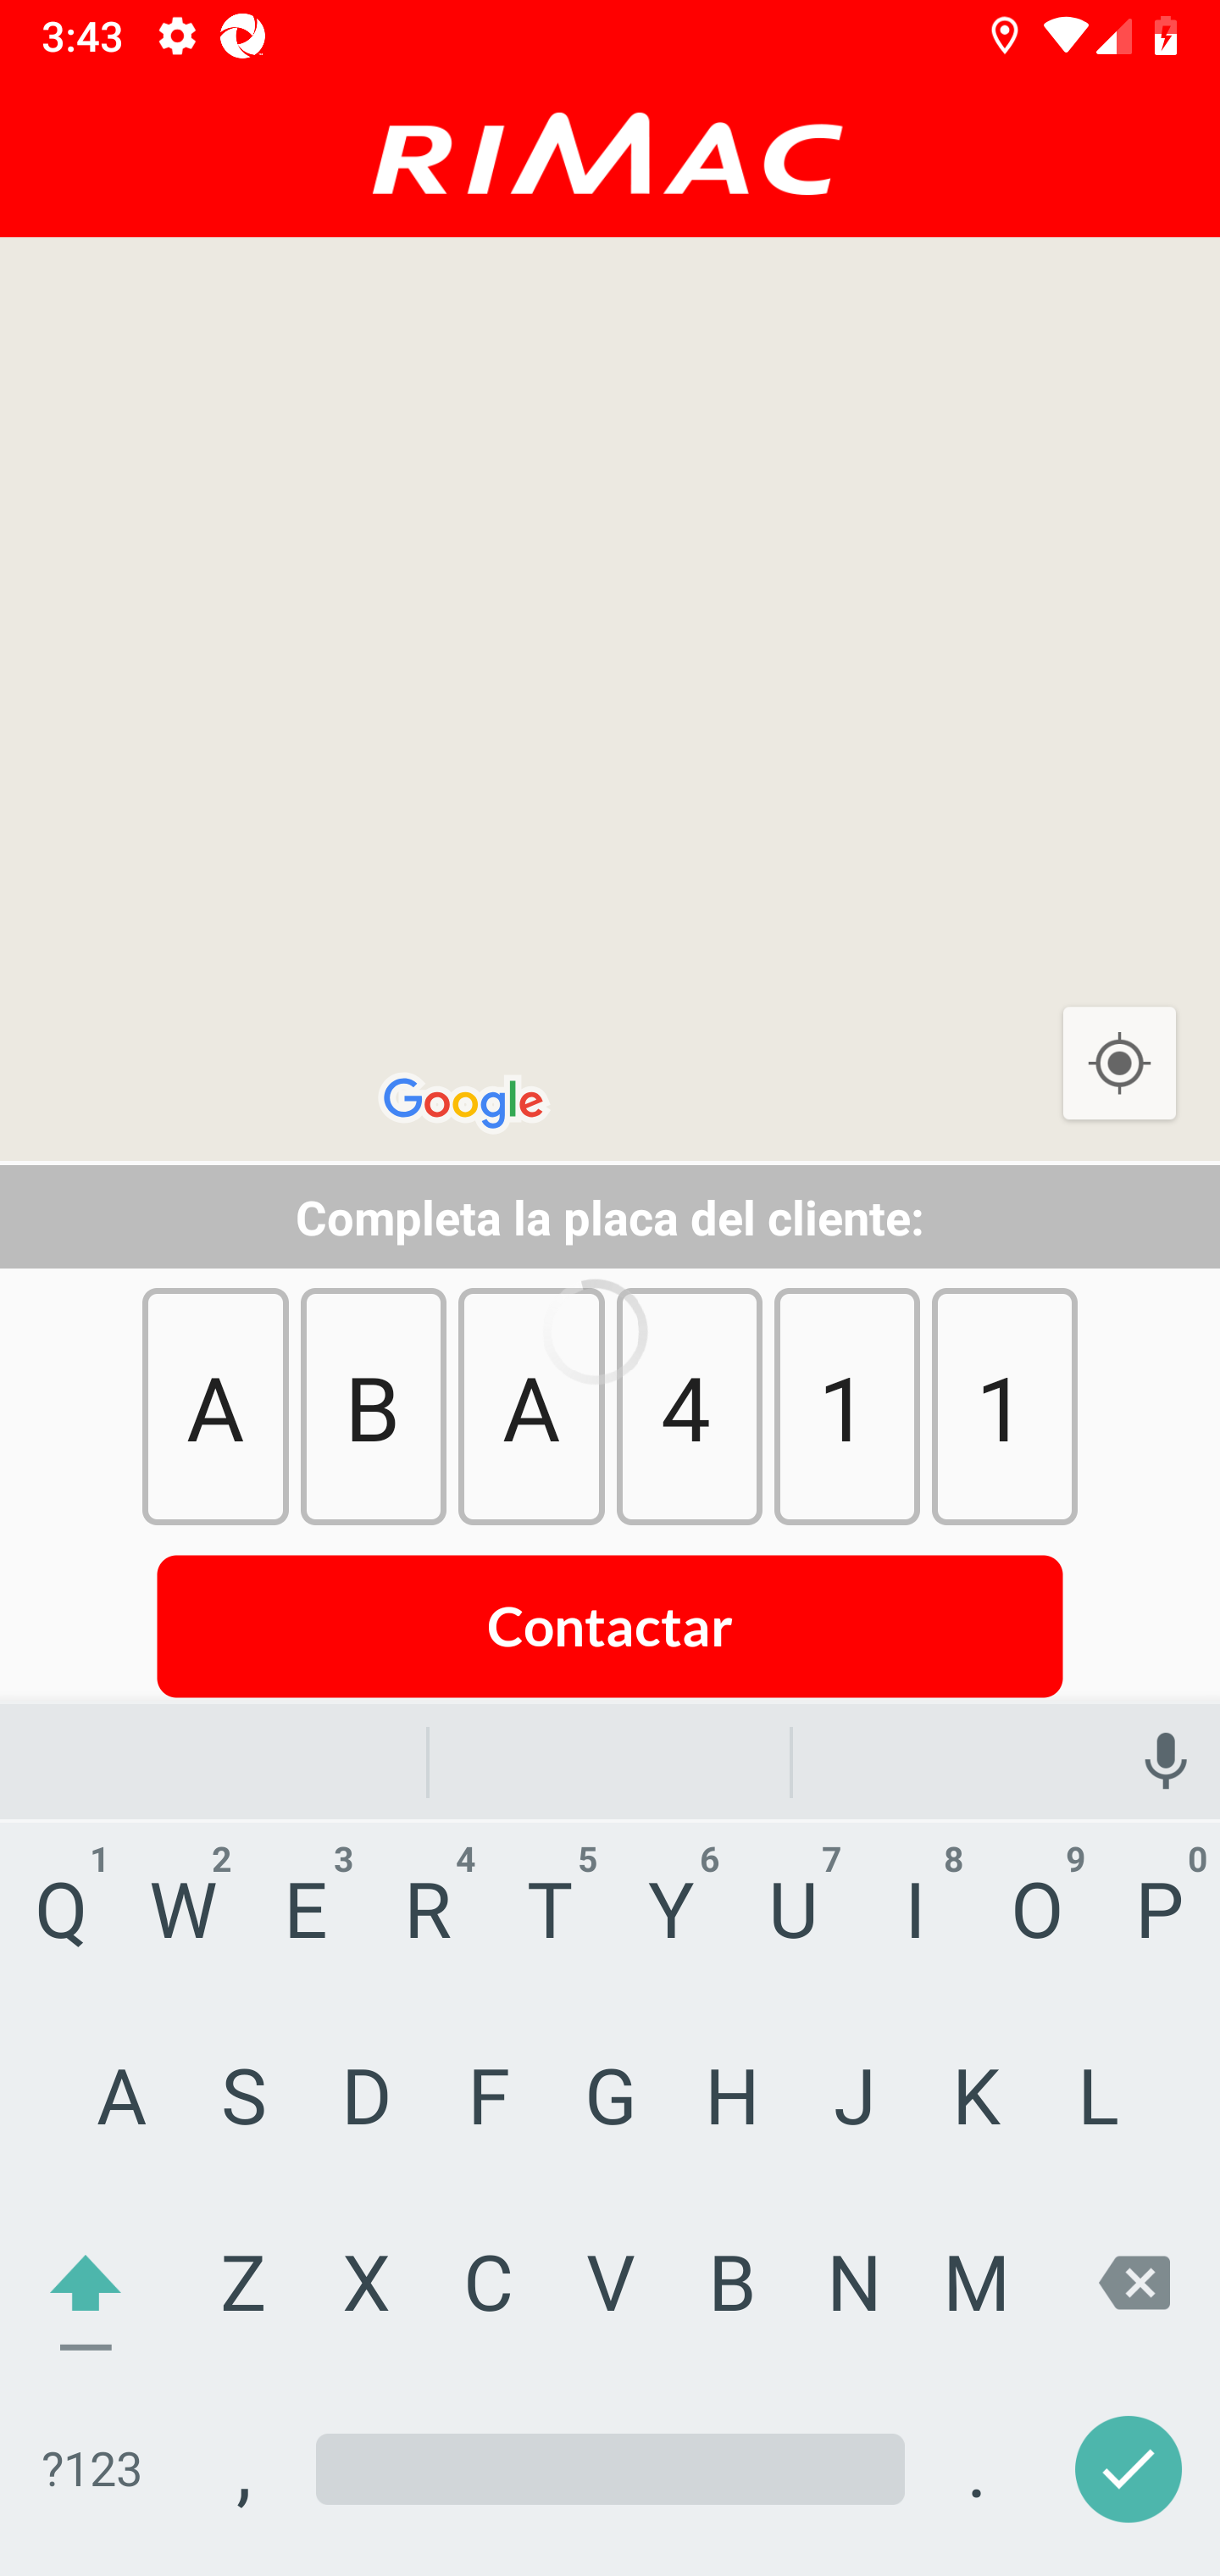 3:43
RIMAC
Google
Completa la placa del cliente:
A B A 4 1 1
Contactar
1 2 3 4 5 6 7 8 9 0
Q W E R T Y U I O P
A S D F G H J K L
Z X C V B N M
?123 , .